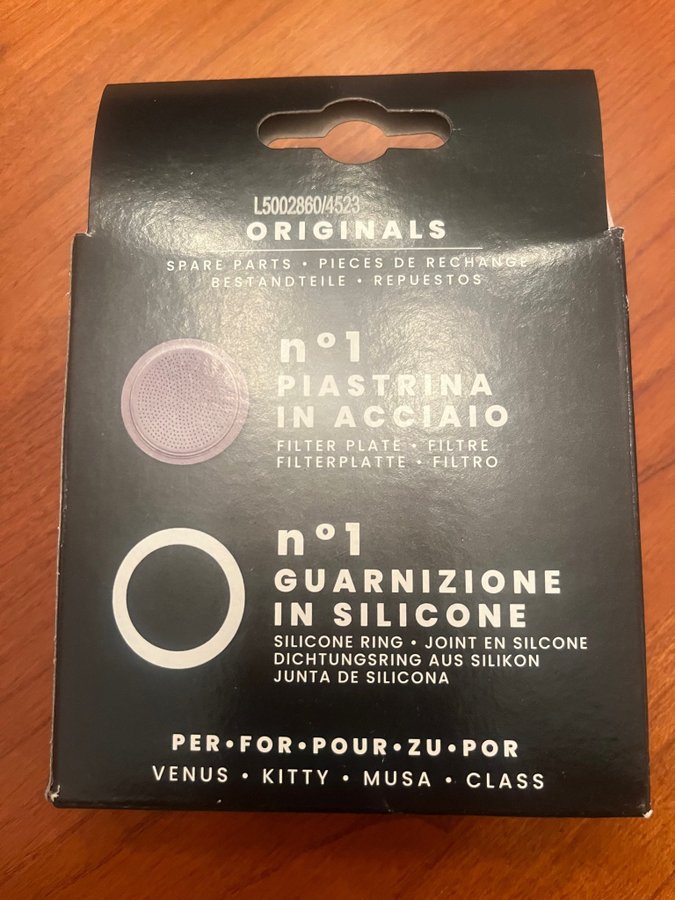 L5002860/4523
ORIGINALS
SPARE PARTS • PIECES DE RECHANGE
BESTANDTEILE • REPUESTOS
nº1
PIASTRINA
IN ACCIAIO
FILTER PLATE • FILTRE
FILTERPLATTE • FILTRO
nº1
GUARNIZIONE
IN SILICONE
SILICONE RING • JOINT EN SILCONE
DICHTUNGSRING AUS SILIKON
JUNTA DE SILICONA
PER•FOR•POUR•ZU•POR
VENUS • KITTY • MUSA • CLASS